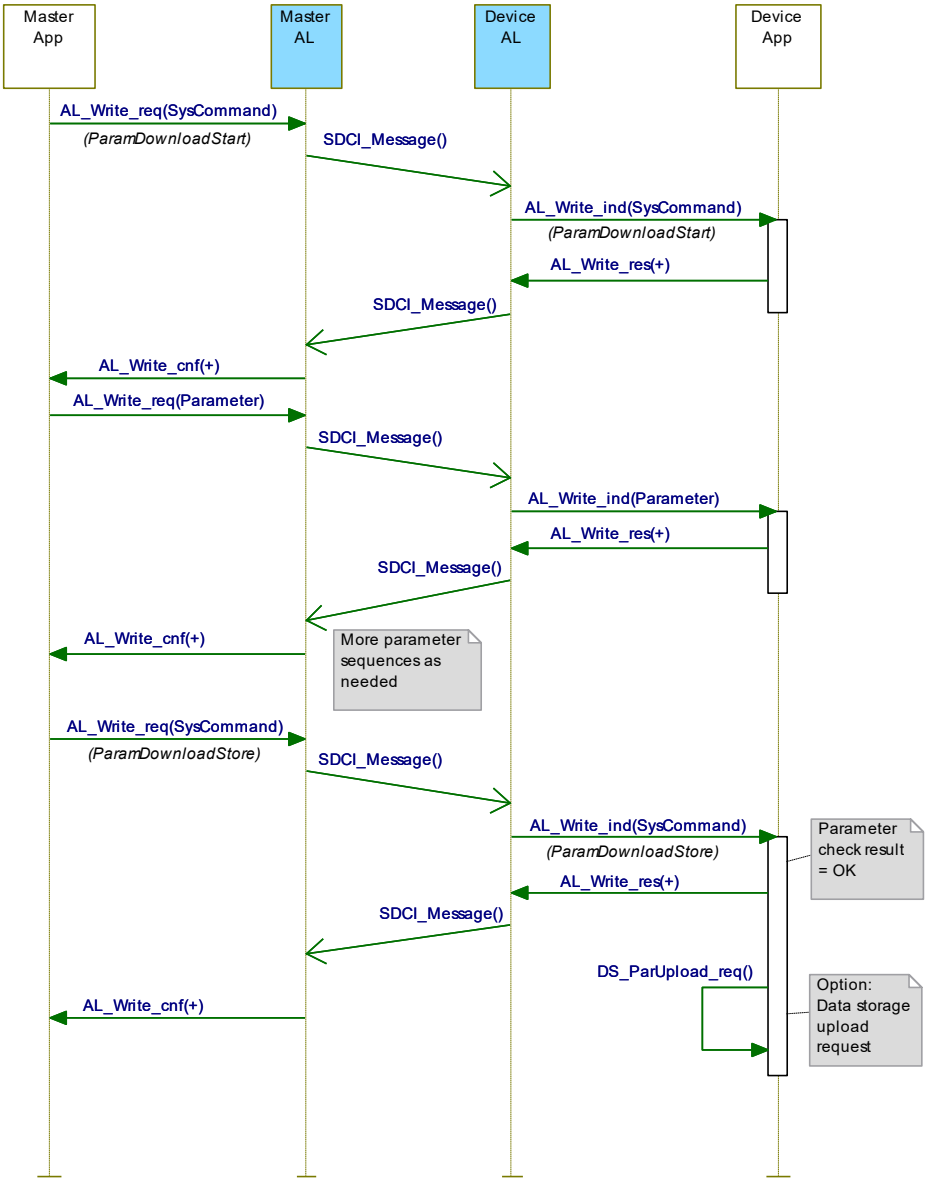 Master
App
Master
AL
Device
AL
Device
App
AL_Write_req(SysCommand)
(ParamDownloadStart)
SDCI_Message()
AL_Write_ind(SysCommand)
(ParamDownloadStart)
AL_Write_res(+)
SDCI_Message()
AL_Write_cnf(+)
AL_Write_req(Parameter)
SDCI_Message()
AL_Write_ind(Parameter)
AL_Write_res(+)
SDCI_Message()
AL_Write_cnf(+)
More parameter
sequences as
needed
AL_Write_req(SysCommand)
(ParamDownloadStore)
SDCI_Message()
AL_Write_ind(SysCommand)
(ParamDownloadStore)
Parameter
check result
= OK
AL_Write_res(+)
SDCI_Message()
DS_ParUpload_req()
Option:
Data storage
upload
request
AL_Write_cnf(+)